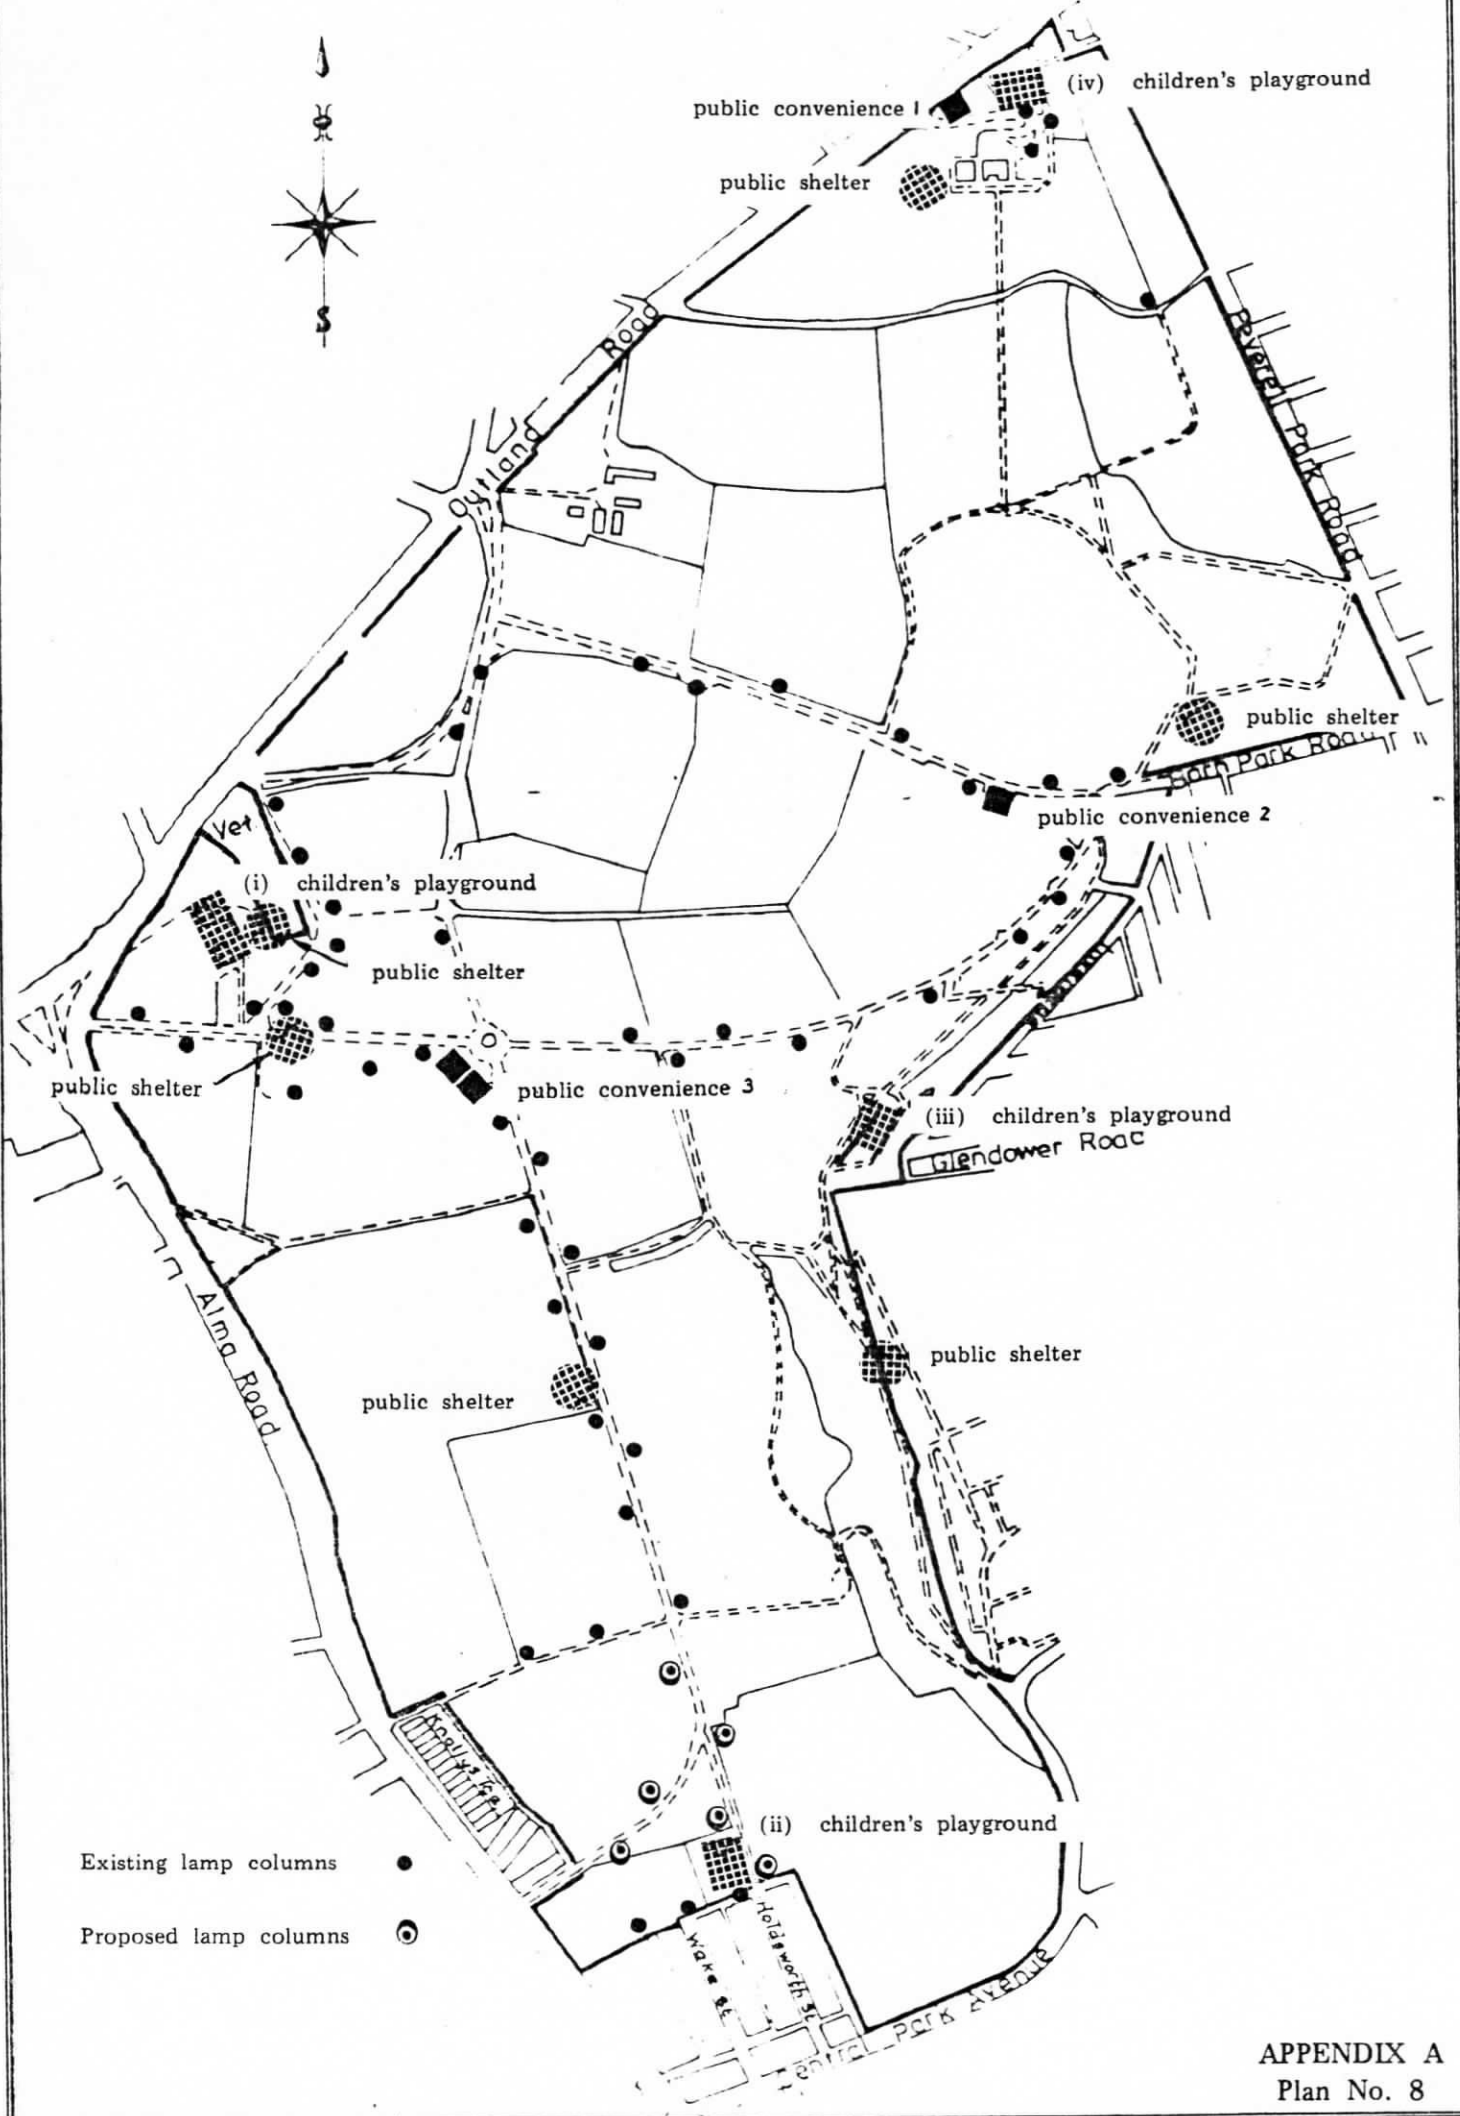 (iv) children's playground
public convenience 1
public shelter
S
Road
Outland
Peverell Park Road
public shelter
Barn Park Road
public convenience 2
Vet
(i) children's playground
public shelter
public shelter
public convenience 3
(iii) children's playground
Glendower Road
Alma Road
public shelter
public shelter
(ii) children's playground
Existing lamp columns
Proposed lamp columns
Holdsworth St
Wake St
Park Avenue
APPENDIX A
Plan No. 8